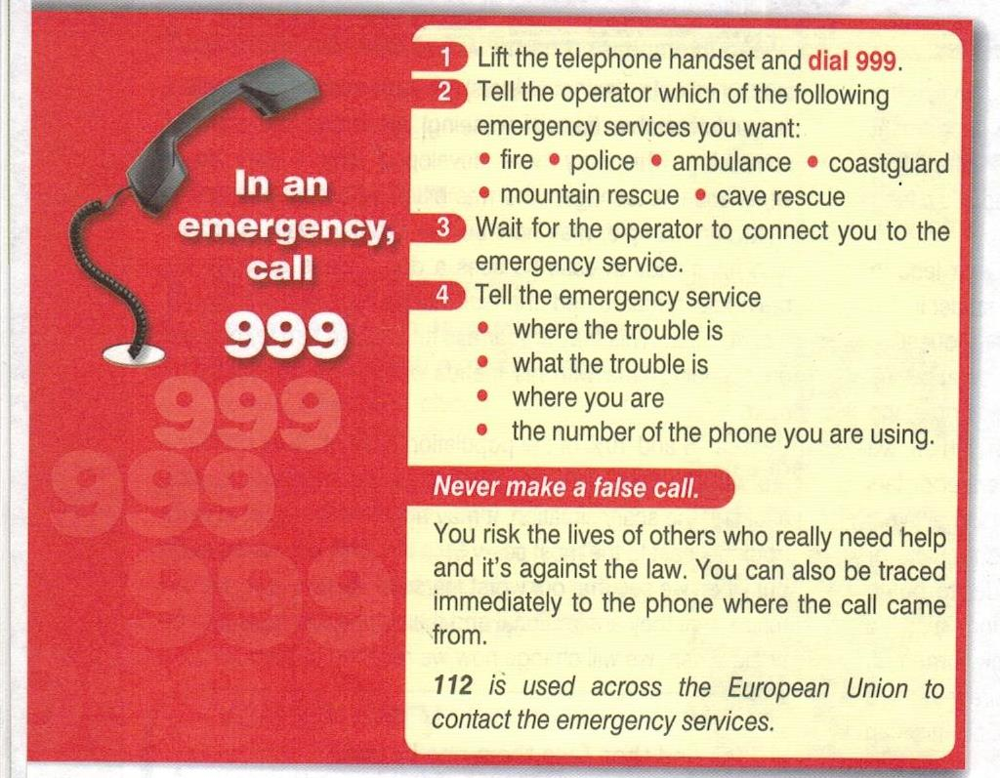 In an
emergency,
call
999
999
999
999
1 Lift the telephone handset and dial 999.
2 Tell the operator which of the following
emergency services you want:
• fire • police • ambulance • coastguard
• mountain rescue • cave rescue
3 Wait for the operator to connect you to the
emergency service.
4 Tell the emergency service
• where the trouble is
• what the trouble is
• where you are
• the number of the phone you are using.
Never make a false call.
You risk the lives of others who really need help
and it's against the law. You can also be traced
immediately to the phone where the call came
from.
112 is used across the European Union to
contact the emergency services.